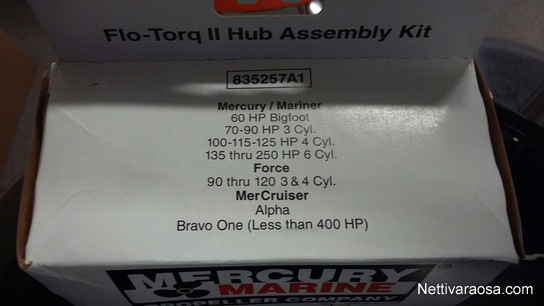 Flo-Torq II Hub Assembly Kit
835257A1
Mercury / Mariner
60 HP Bigfoot
70-90 HP 3 Cyl.
100-115-125 HP 4 Cyl.
135 thru 250 HP 6 Cyl.
Force
90 thru 120 3 & 4 Cyl.
MerCruiser
Alpha
Bravo One (Less than 400 HP)
MERCURY
MARINE
PROPELLER COMPANY
Nettivaraosa.com